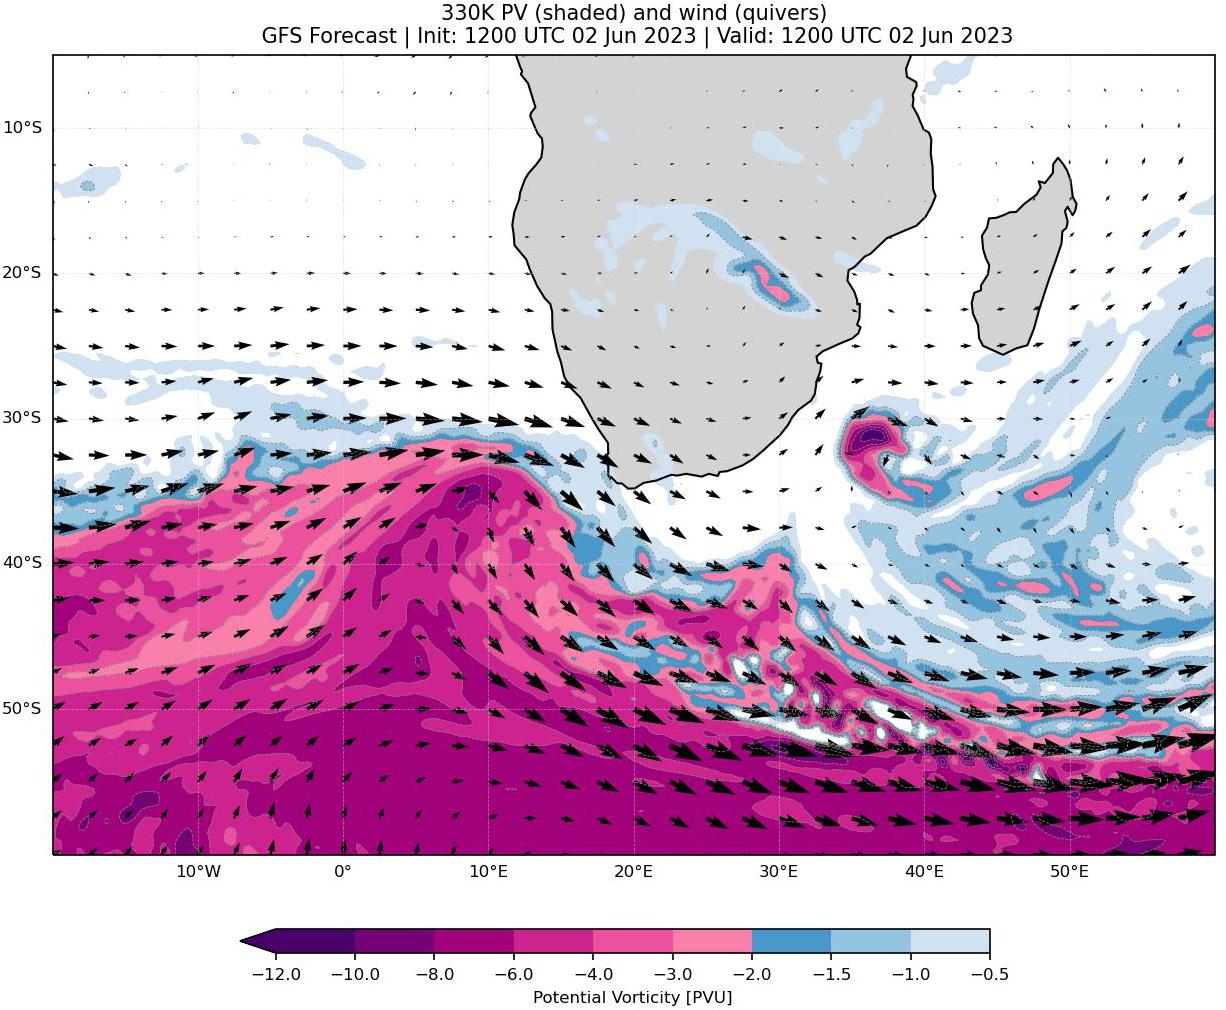 330K PV (shaded) and wind (quivers)
GFS Forecast | Init: 1200 UTC 02 Jun 2023 | Valid: 1200 UTC 02 Jun 2023
10°S
20°S
30°S
40°S
50°S
10°W 0° 10°E 20°E 30°E 40°E 50°E
−12.0 −10.0 −8.0 −6.0 −4.0 −3.0 −2.0 −1.5 −1.0 −0.5
Potential Vorticity [PVU]